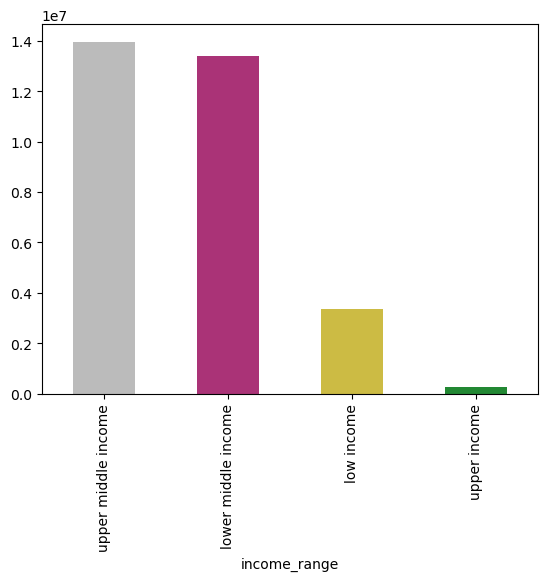 1e7
1.4
1.2
1.0
0.8
0.6
0.4
0.2
0.0
upper middle income
lower middle income
low income
upper income
income_range